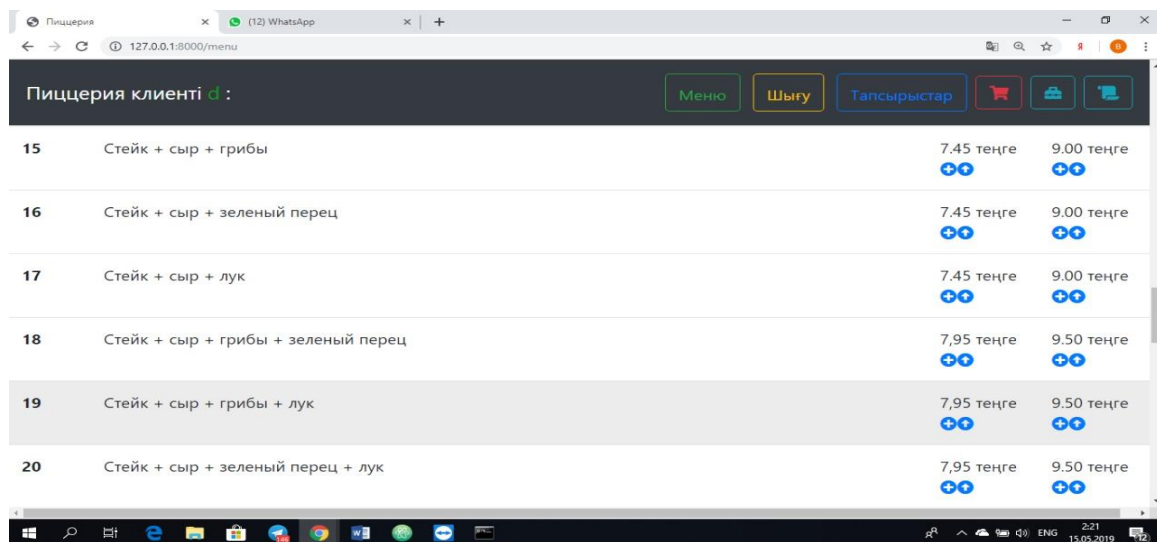 Пиццерия
(12) WhatsApp
127.0.0.1:8000/menu
Я
B
Пиццерия клиенті d :
Меню
Шығу
Тапсырыстар
15 Стейк + сыр + грибы 7.45 теңге 9.00 теңге
16 Стейк + сыр + зеленый перец 7.45 теңге 9.00 теңге
17 Стейк + сыр + лук 7.45 теңге 9.00 теңге
18 Стейк + сыр + грибы + зеленый перец 7,95 теңге 9.50 теңге
19 Стейк + сыр + грибы + лук 7,95 теңге 9.50 теңге
20 Стейк + сыр + зеленый перец + лук 7,95 теңге 9.50 теңге
ENG
2:21
15.05.2019